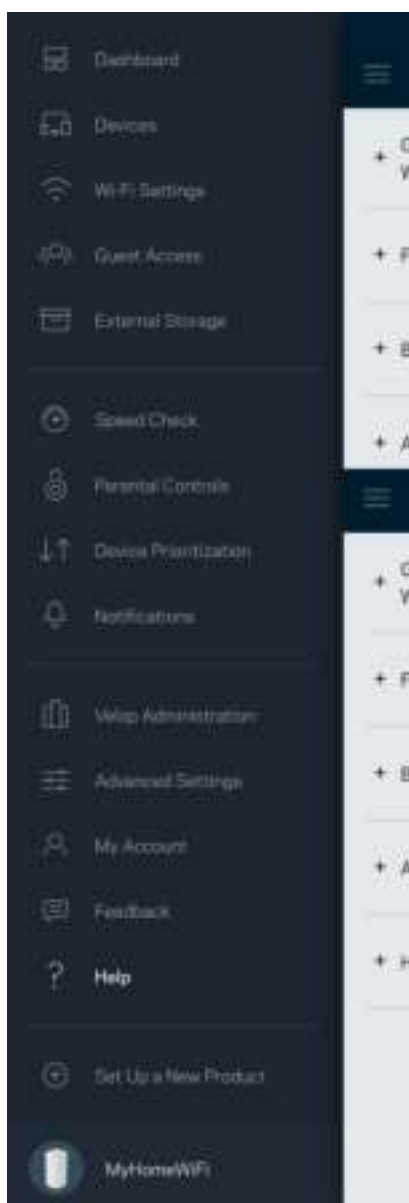 Dashboard
Devices
Wi-Fi Settings
Guest Access
External Storage
Speed Check
Parental Controls
Device Prioritization
Notifications
Velop Administration
Advanced Settings
My Account
Feedback
? Help
Set Up a New Product
MyHomeWiFi
+ F
+ B
+ A
+ F
+ B
+ A
+ H